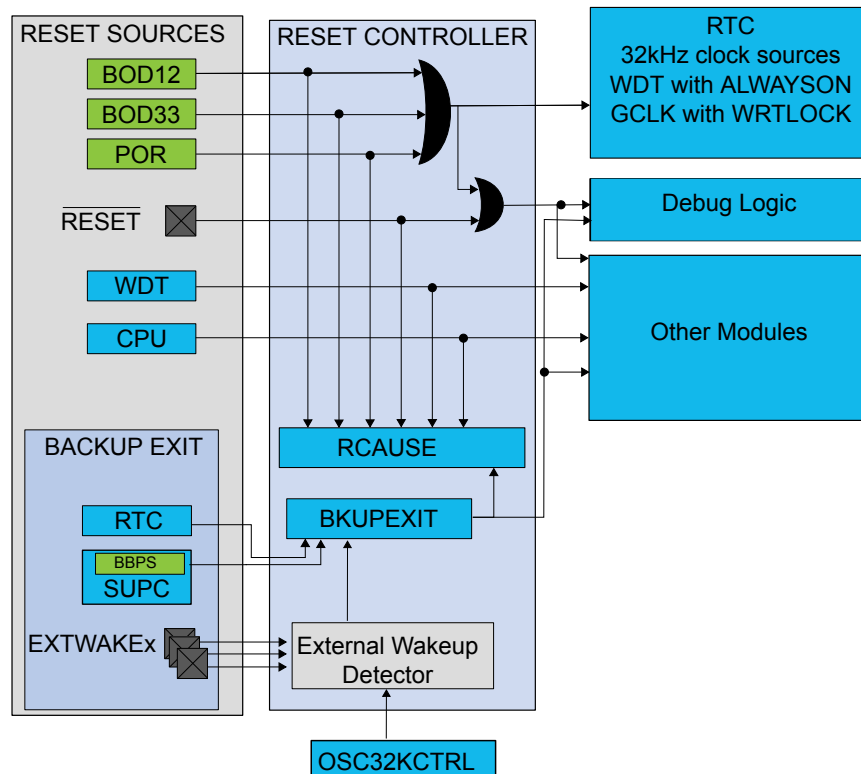 RESET SOURCES
RESET CONTROLLER
RTC
32kHz clock sources
WDT with ALWAYSON
GCLK with WRTLOCK
BOD12
BOD33
POR
RESET
Debug Logic
WDT
CPU
Other Modules
BACKUP EXIT
RCAUSE
RTC
BKUPEXIT
BBPS
SUPC
EXTWAKEx
External Wakeup
Detector
OSC32KCTRL